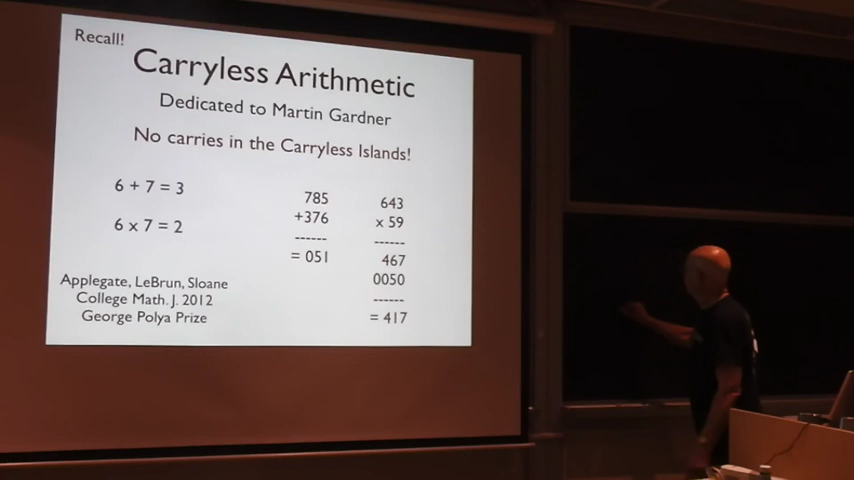 Recall!
Carryless Arithmetic
Dedicated to Martin Gardner
No carries in the Carryless Islands!
6 + 7 = 3
6 x 7 = 2
785
+376
------
= 051
643
x 59
------
467
0050
------
= 417
Applegate, LeBrun, Sloane
College Math. J. 2012
George Polya Prize